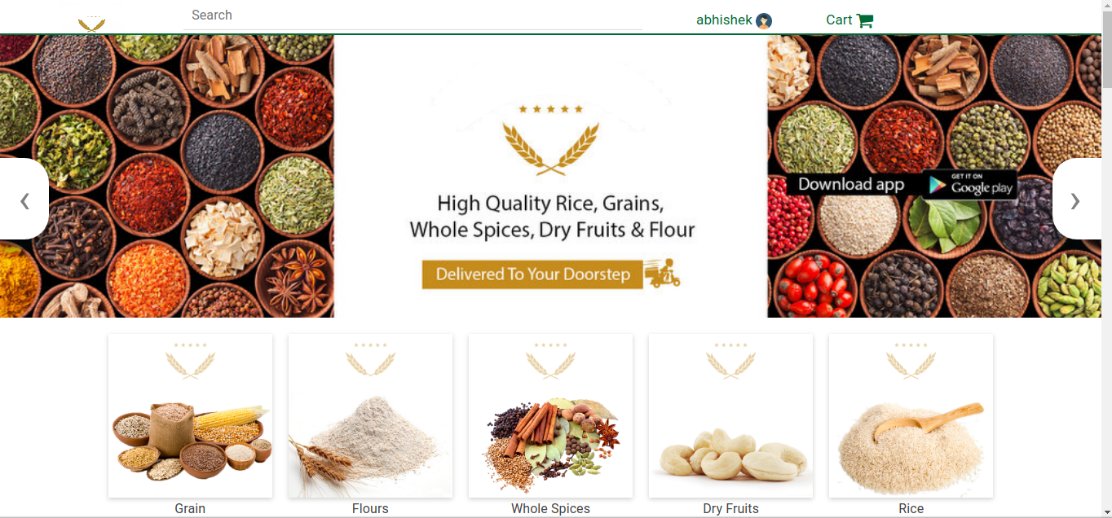 Search
abhishek
Cart
High Quality Rice, Grains,
Whole Spices, Dry Fruits & Flour
Delivered To Your Doorstep
Download app
GET IT ON
Google play
Grain
Flours
Whole Spices
Dry Fruits
Rice